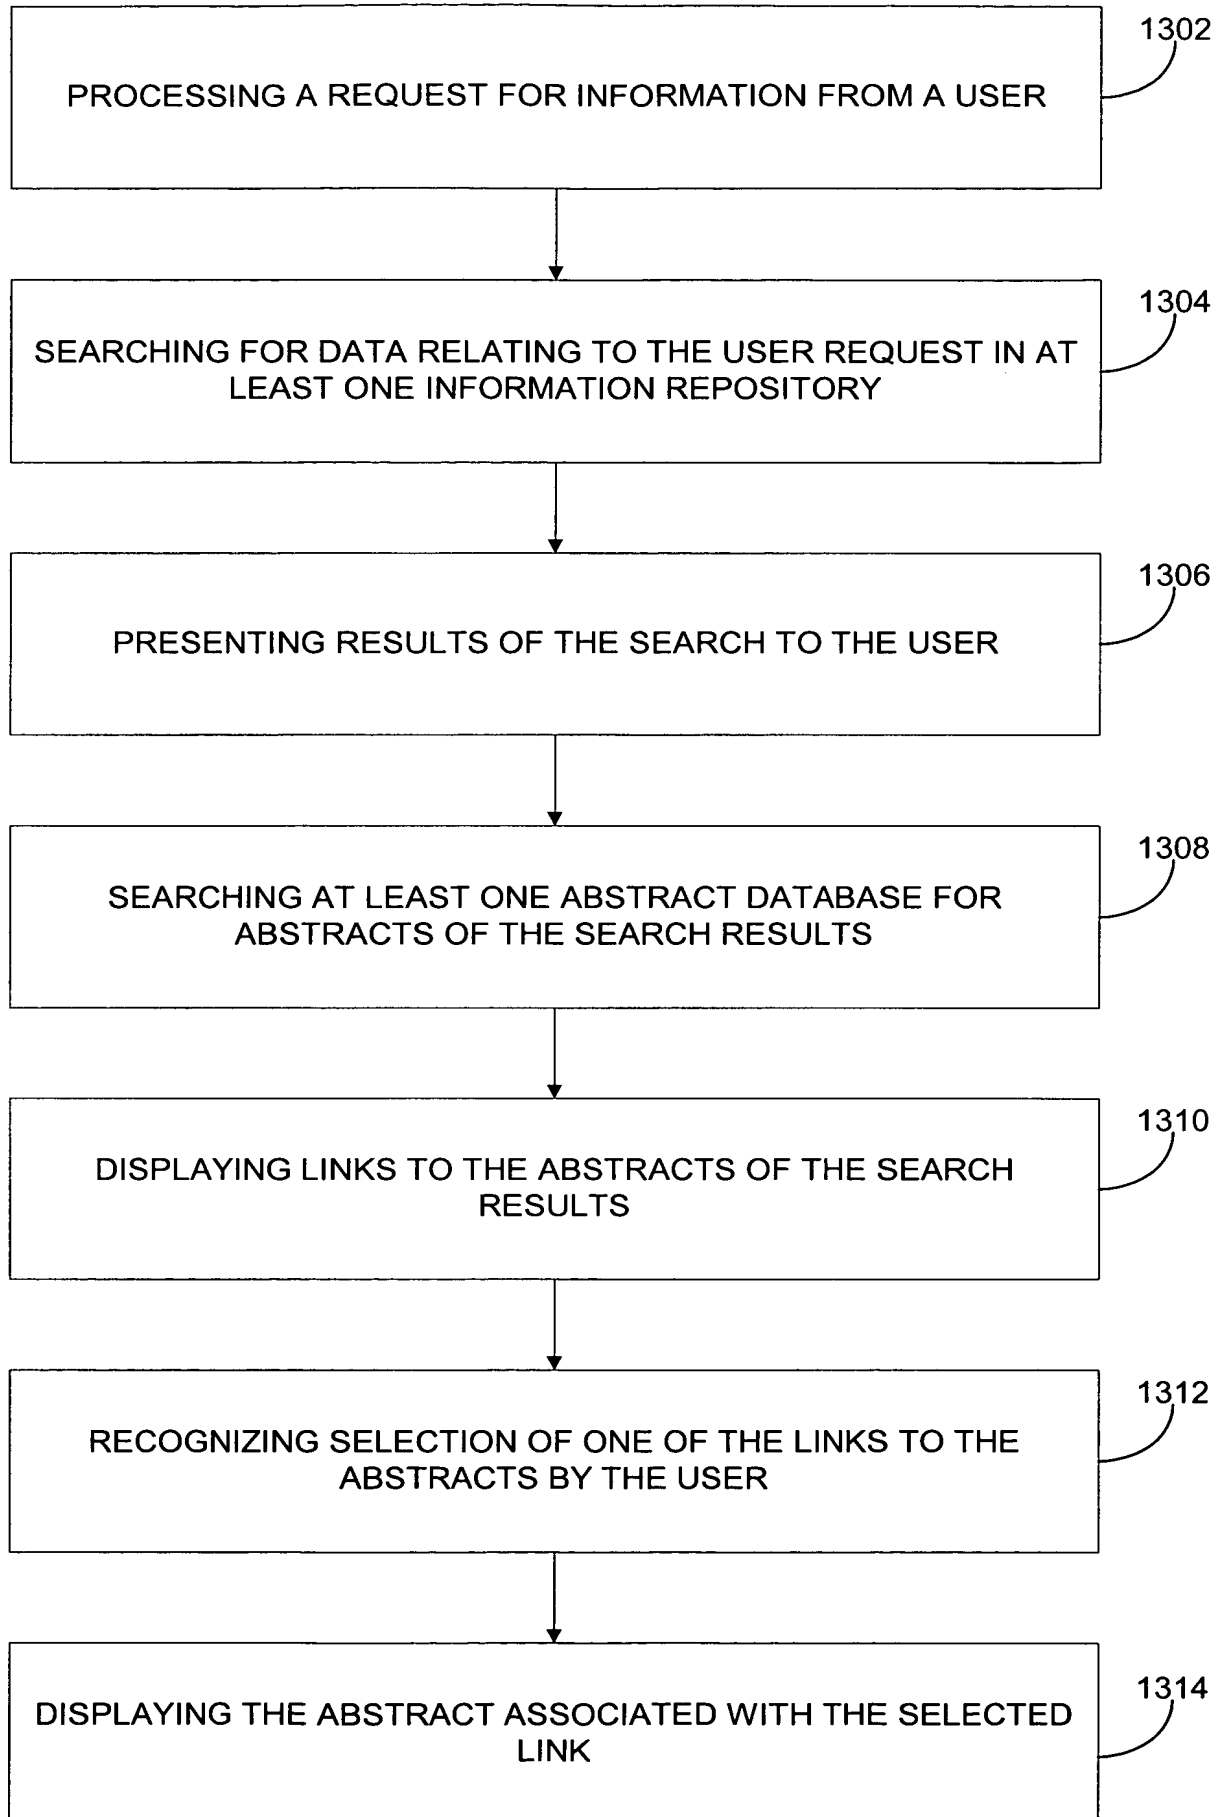 1302
PROCESSING A REQUEST FOR INFORMATION FROM A USER
1304
SEARCHING FOR DATA RELATING TO THE USER REQUEST IN AT
LEAST ONE INFORMATION REPOSITORY
1306
PRESENTING RESULTS OF THE SEARCH TO THE USER
1308
SEARCHING AT LEAST ONE ABSTRACT DATABASE FOR
ABSTRACTS OF THE SEARCH RESULTS
1310
DISPLAYING LINKS TO THE ABSTRACTS OF THE SEARCH
RESULTS
1312
RECOGNIZING SELECTION OF ONE OF THE LINKS TO THE
ABSTRACTS BY THE USER
1314
DISPLAYING THE ABSTRACT ASSOCIATED WITH THE SELECTED
LINK